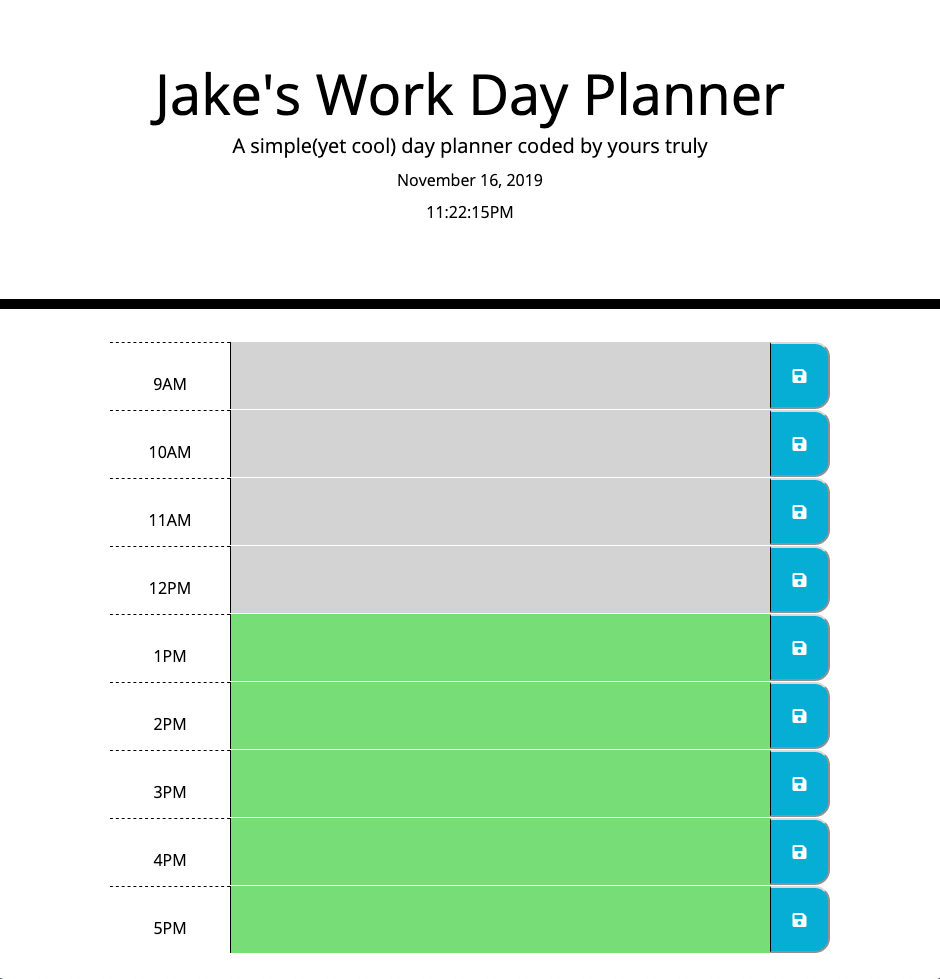 Jake's Work Day Planner
A simple(yet cool) day planner coded by yours truly
November 16, 2019
11:22:15PM
9AM
10AM
11AM
12PM
1PM
2PM
3PM
4PM
5PM